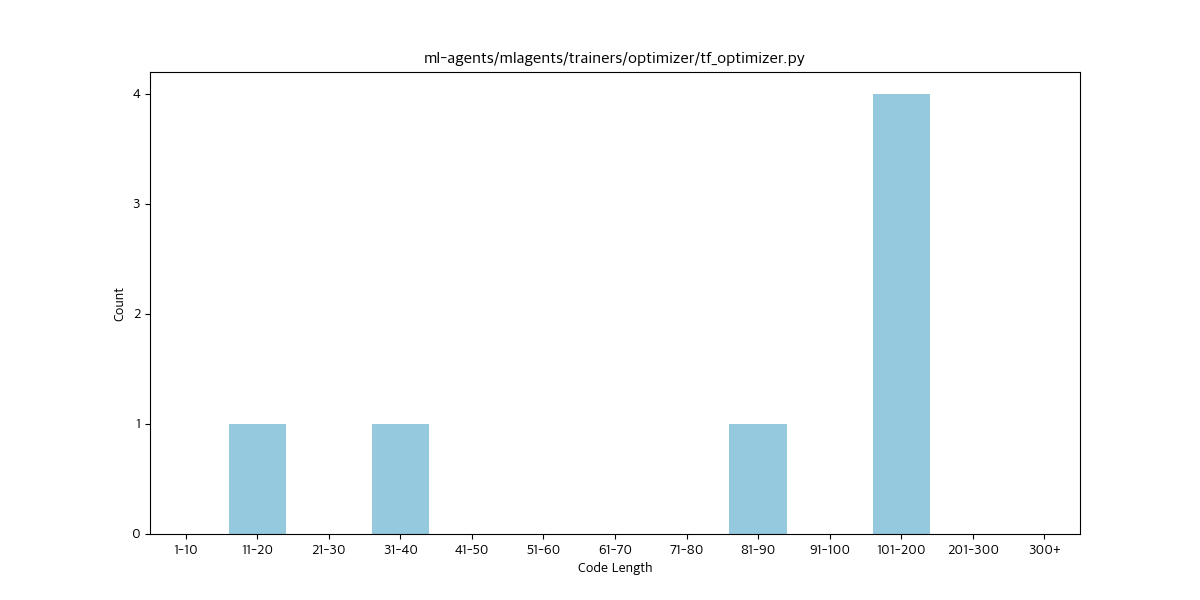 ml-agents/mlagents/trainers/optimizer/tf_optimizer.py
Count
4
3
2
1
0
1-10 11-20 21-30 31-40 41-50 51-60 61-70 71-80 81-90 91-100 101-200 201-300 300+
Code Length